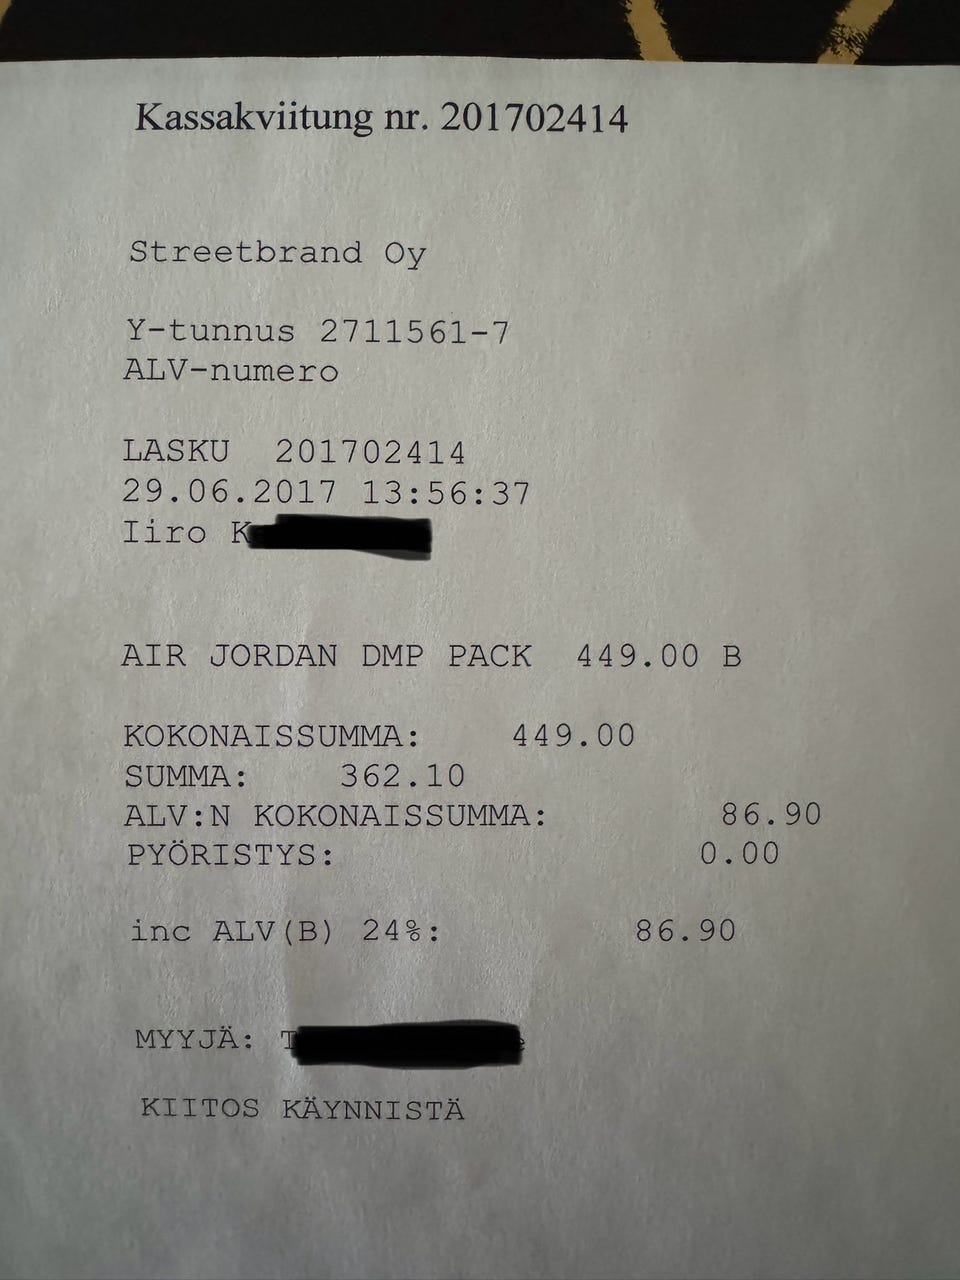 Kassakviitung nr. 201702414
Streetbrand Oy
Y-tunnus 2711561-7
ALV-numero
LASKU 201702414
29.06.2017 13:56:37
Iiro
AIR JORDAN DMP PACK 449.00 B
KOKONAISSUMMA: 449.00
SUMMA: 362.10
ALV:N KOKONAISSUMMA: 86.90
PYÖRISTYS: 0.00
inc ALV(B) 24%: 86.90
MYYJÄ:
KIITOS KÄYNNISTÄ